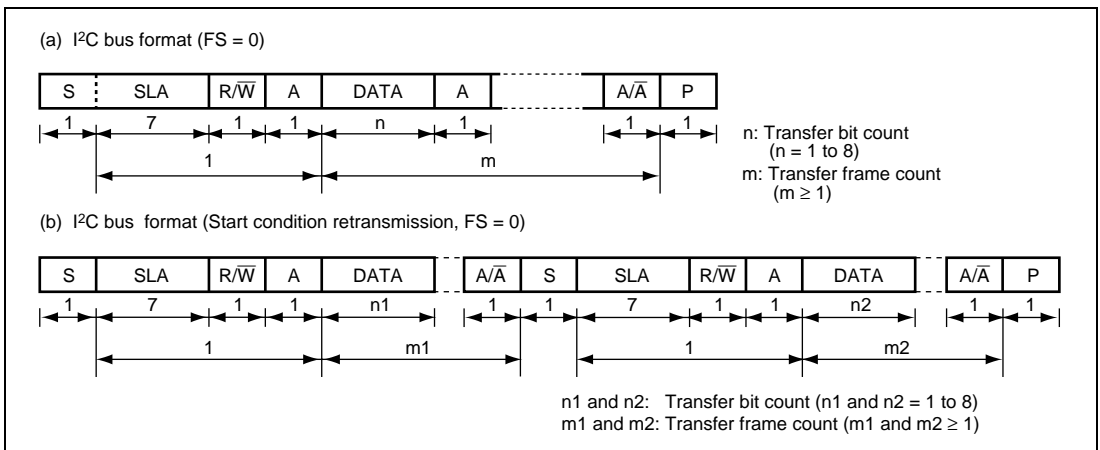 (a) I²C bus format (FS = 0)
S SLA R/W̅ A DATA A A/A̅ P
1 7 1 1 n 1 1 1
1 m
n: Transfer bit count
(n = 1 to 8)
m: Transfer frame count
(m ≥ 1)
(b) I²C bus format (Start condition retransmission, FS = 0)
S SLA R/W̅ A DATA A/A̅ S SLA R/W̅ A DATA A/A̅ P
1 7 1 1 n1 1 1 7 1 1 n2 1 1
1 m1 1 m2
n1 and n2: Transfer bit count (n1 and n2 = 1 to 8)
m1 and m2: Transfer frame count (m1 and m2 ≥ 1)